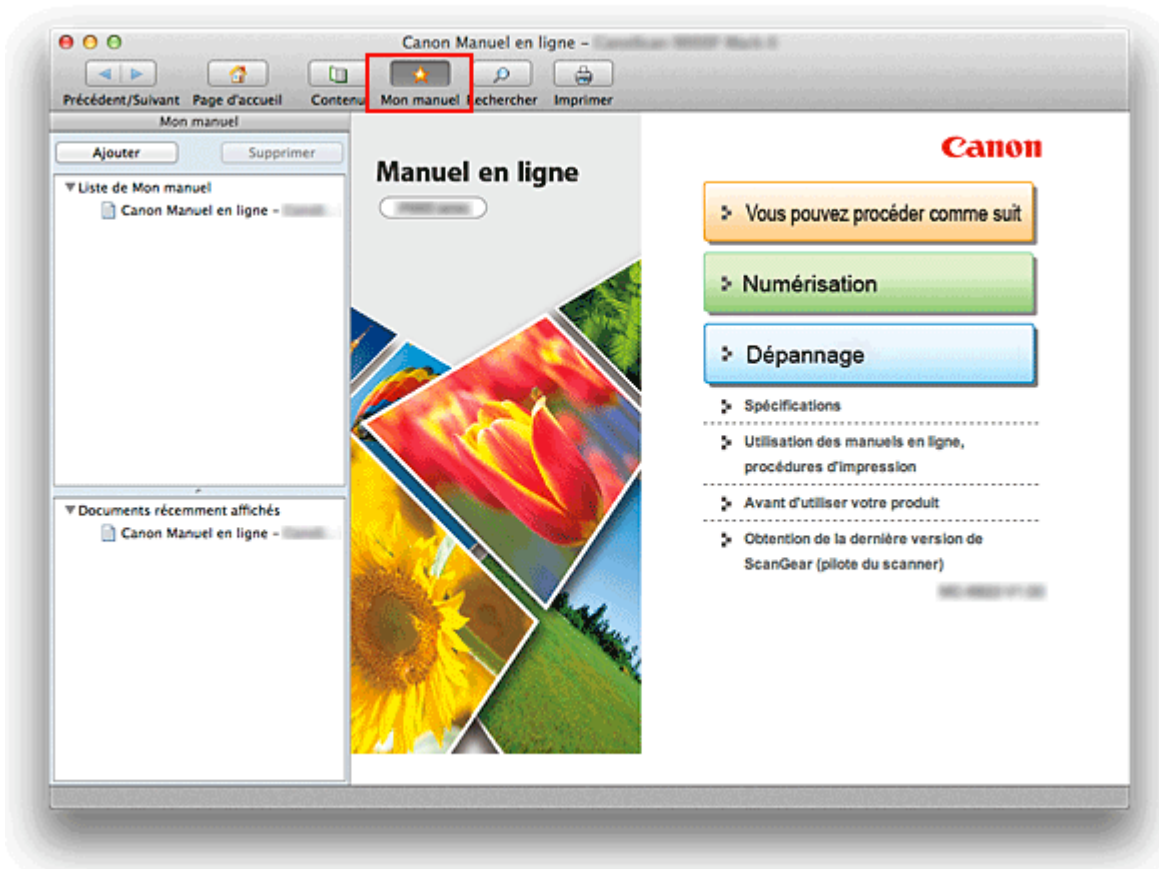 Canon Manuel en ligne –
Précédent/Suivant Page d'accueil Contenu Mon manuel Rechercher Imprimer
Mon manuel
Ajouter Supprimer
Liste de Mon manuel
Canon Manuel en ligne –
Documents récemment affichés
Canon Manuel en ligne –
Manuel en ligne
Canon
Vous pouvez procéder comme suit
Numérisation
Dépannage
Spécifications
Utilisation des manuels en ligne,
procédures d'impression
Avant d'utiliser votre produit
Obtention de la dernière version de
ScanGear (pilote du scanner)